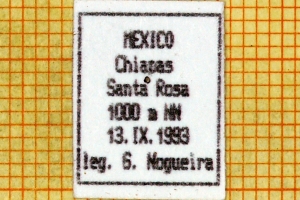 MEXICO
Chiapas
Santa Rosa
1000 m NN
13.IX.1993
leg. G. Nogueira